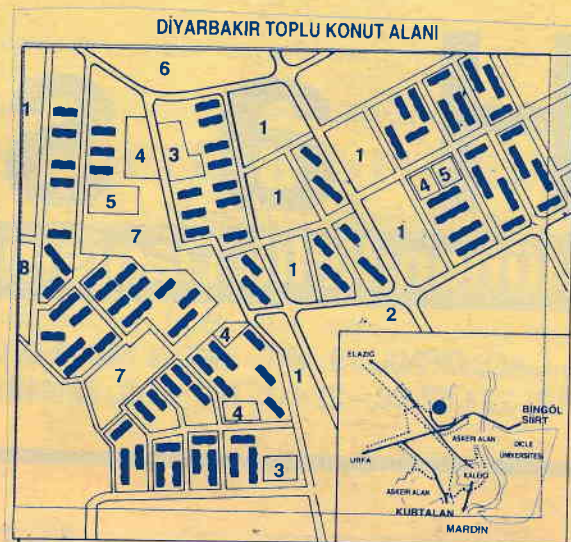 DİYARBAKIR TOPLU KONUT ALANI
6
1
4
3
1
1
4
5
5
1
7
1
8
1
2
4
7
1
4
3
ELAZIĞ
BİNGÖL
SİİRT
ASKERİ ALAN
DİCLE
ÜNİVERSİTESİ
URFA
KALEİÇİ
ASKERİ ALAN
KURTALAN
MARDİN